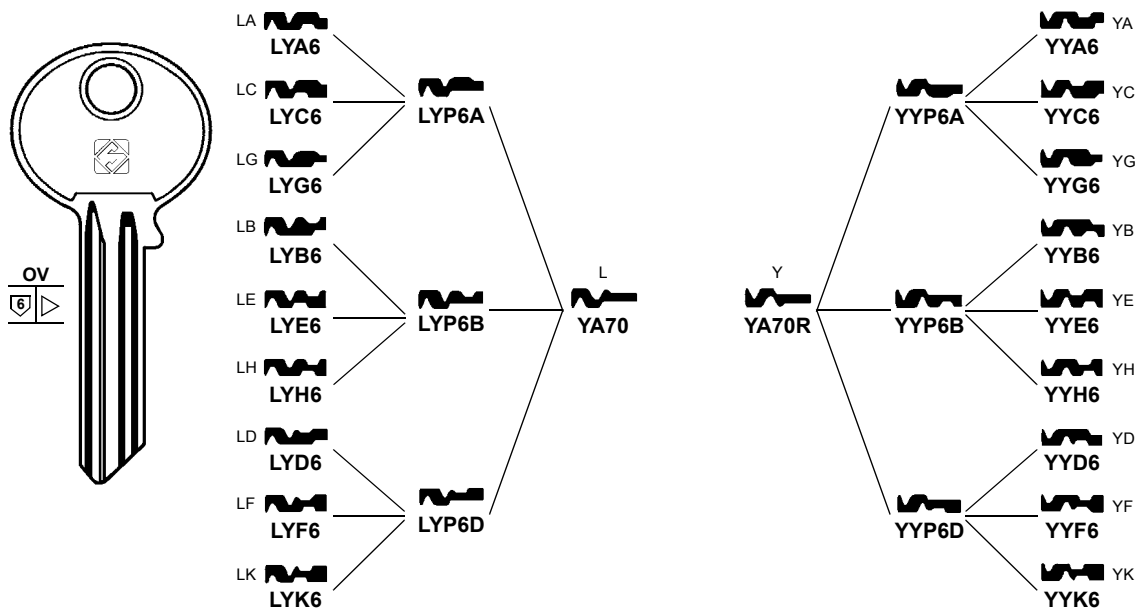 LA
LYA6
LC
LYC6
LG
LYG6
LB
LYB6
LE
LYE6
LH
LYH6
LD
LYD6
LF
LYF6
LK
LYK6
OV
6
LYP6A
LYP6B
LYP6D
L
YA70
Y
YA70R
YYP6A
YYP6B
YYP6D
YA
YYA6
YC
YYC6
YG
YYG6
YB
YYB6
YE
YYE6
YH
YYH6
YD
YYD6
YF
YYF6
YK
YYK6